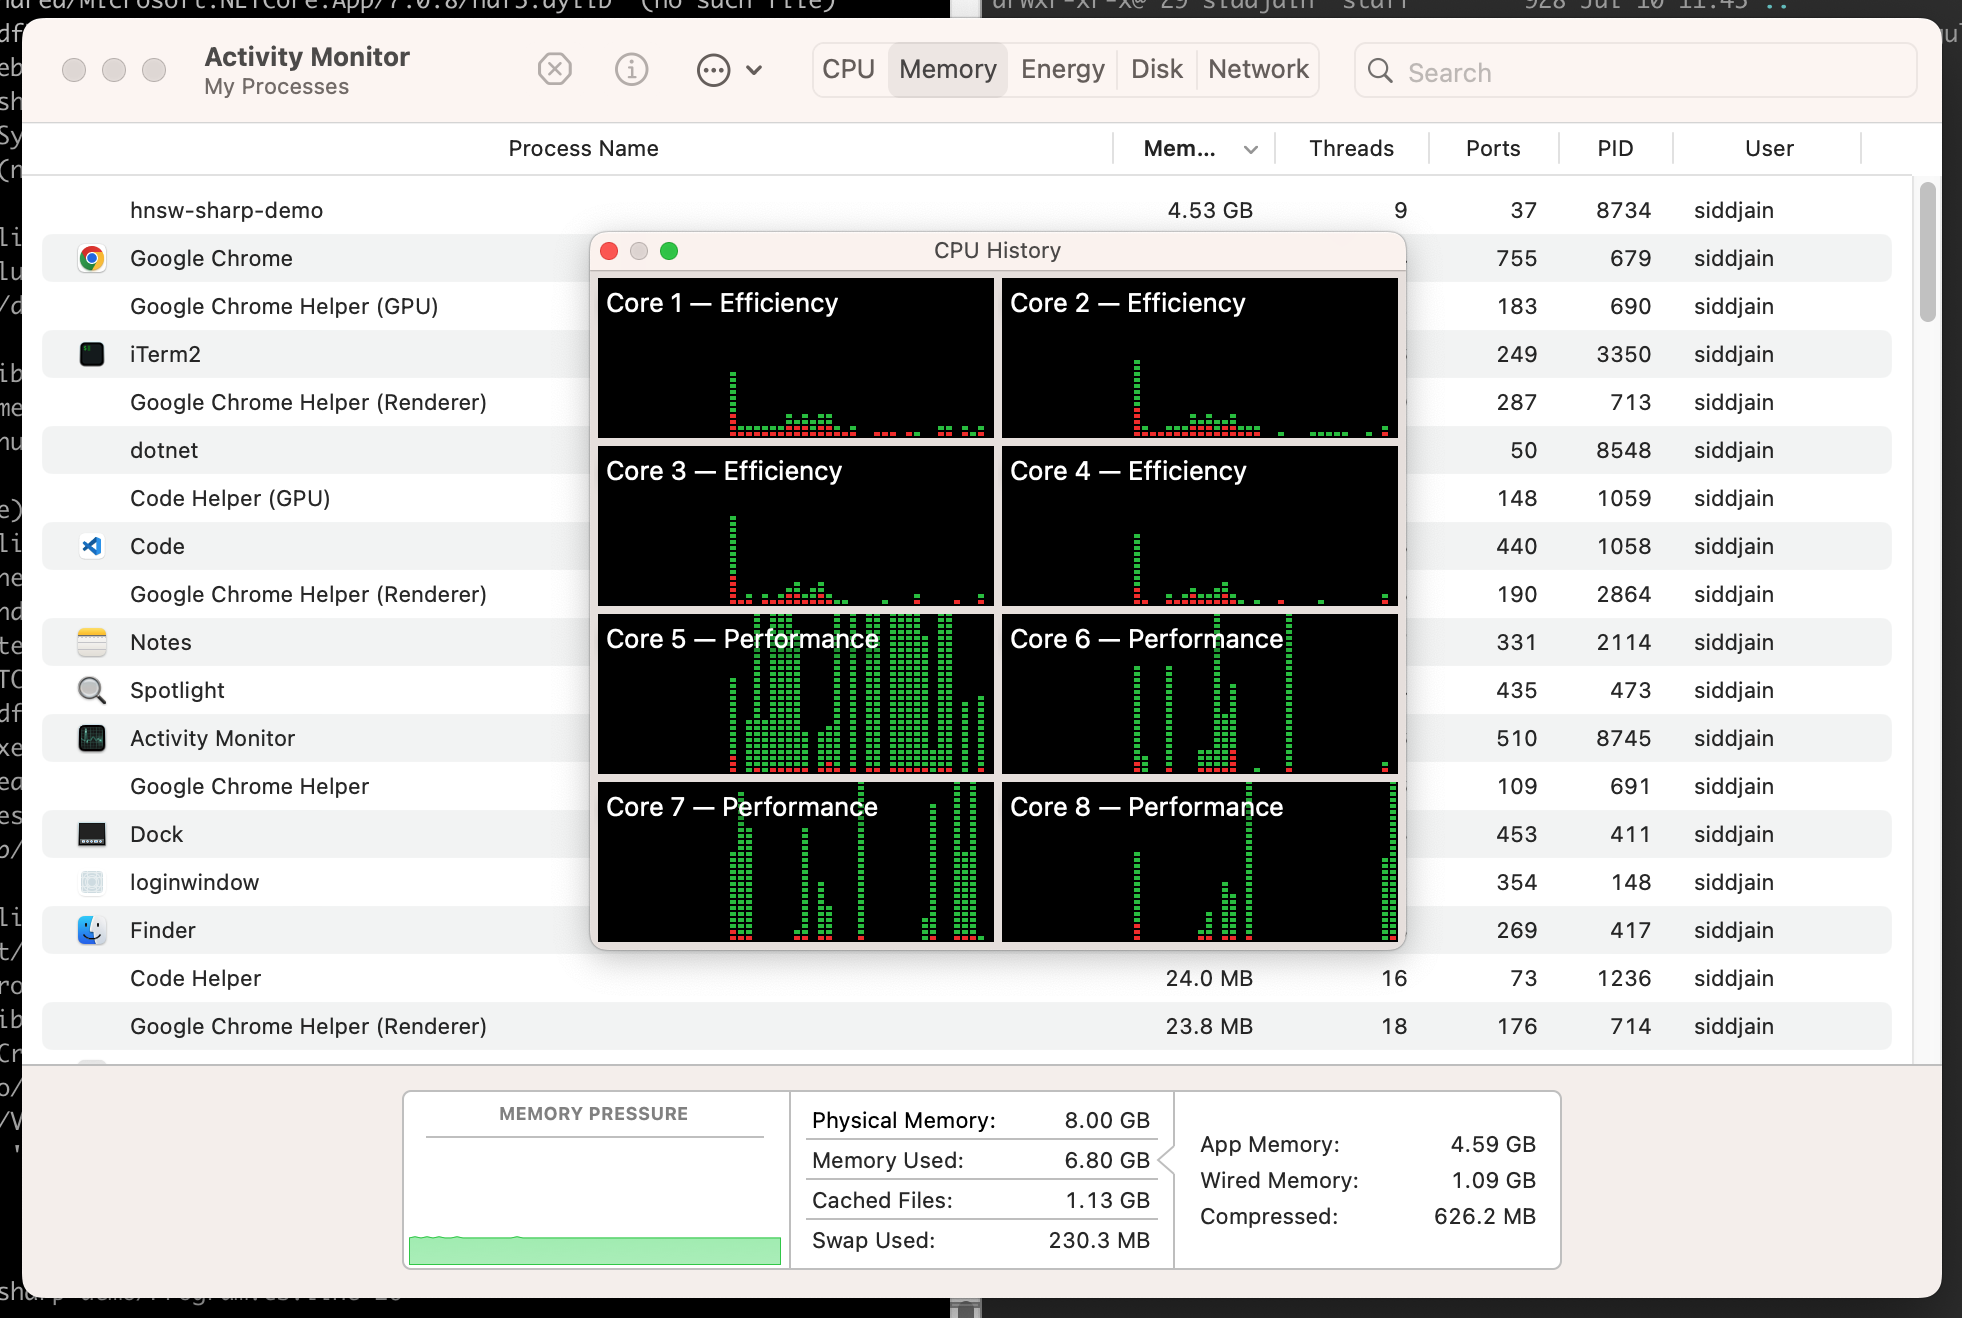 Activity Monitor
My Processes
CPU Memory Energy Disk Network
Search
Process Name Mem... Threads Ports PID User
hnsw-sharp-demo 4.53 GB 9 37 8734 siddjain
Google Chrome 755 679 siddjain
Google Chrome Helper (GPU) 183 690 siddjain
iTerm2 249 3350 siddjain
Google Chrome Helper (Renderer) 287 713 siddjain
dotnet 50 8548 siddjain
Code Helper (GPU) 148 1059 siddjain
Code 440 1058 siddjain
Google Chrome Helper (Renderer) 190 2864 siddjain
Notes 331 2114 siddjain
Spotlight 435 473 siddjain
Activity Monitor 510 8745 siddjain
Google Chrome Helper 109 691 siddjain
Dock 453 411 siddjain
loginwindow 354 148 siddjain
Finder 269 417 siddjain
Code Helper 24.0 MB 16 73 1236 siddjain
Google Chrome Helper (Renderer) 23.8 MB 18 176 714 siddjain
CPU History
Core 1 — Efficiency
Core 2 — Efficiency
Core 3 — Efficiency
Core 4 — Efficiency
Core 5 — Performance
Core 6 — Performance
Core 7 — Performance
Core 8 — Performance
MEMORY PRESSURE
Physical Memory: 8.00 GB
Memory Used: 6.80 GB
Cached Files: 1.13 GB
Swap Used: 230.3 MB
App Memory: 4.59 GB
Wired Memory: 1.09 GB
Compressed: 626.2 MB